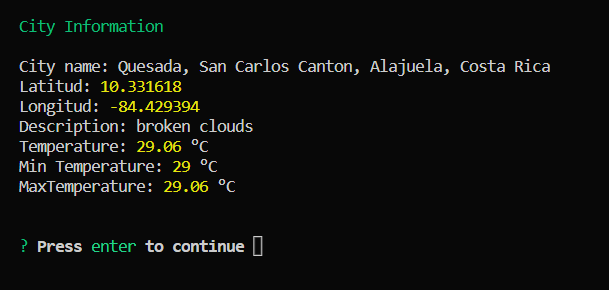 City Information
City name: Quesada, San Carlos Canton, Alajuela, Costa Rica
Latitud: 10.331618
Longitud: -84.429394
Description: broken clouds
Temperature: 29.06 ºC
Min Temperature: 29 ºC
MaxTemperature: 29.06 ºC
? Press enter to continue